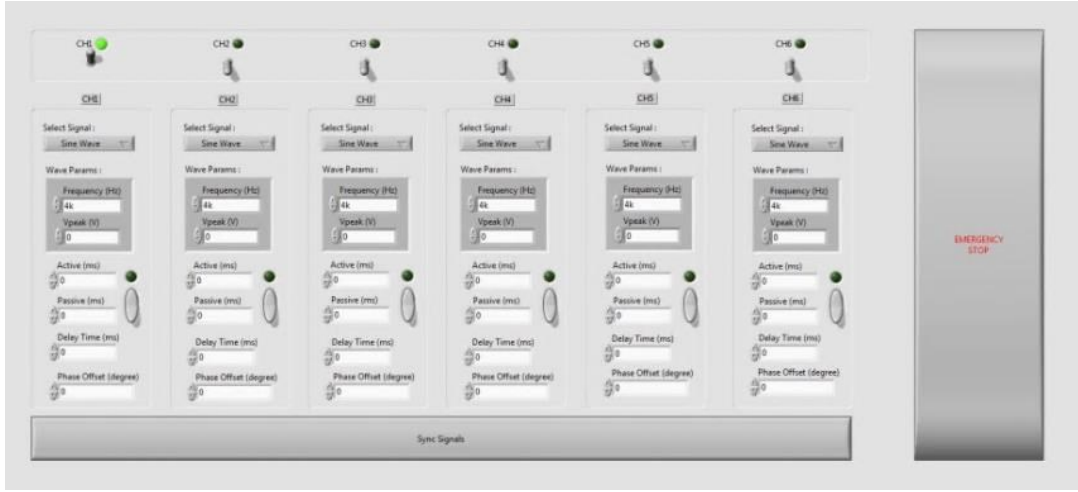 CH1
CH2
CH3
CH4
CH5
CH6
CH1
Select Signal :
Sine Wave
Wave Params :
Frequency (Hz)
4k
Vpeak (V)
0
Active (ms)
0
Passive (ms)
0
Delay Time (ms)
0
Phase Offset (degree)
0
CH2
Select Signal :
Sine Wave
Wave Params :
Frequency (Hz)
4k
Vpeak (V)
0
Active (ms)
0
Passive (ms)
0
Delay Time (ms)
0
Phase Offset (degree)
0
CH3
Select Signal :
Sine Wave
Wave Params :
Frequency (Hz)
4k
Vpeak (V)
0
Active (ms)
0
Passive (ms)
0
Delay Time (ms)
0
Phase Offset (degree)
0
CH4
Select Signal :
Sine Wave
Wave Params :
Frequency (Hz)
4k
Vpeak (V)
0
Active (ms)
0
Passive (ms)
0
Delay Time (ms)
0
Phase Offset (degree)
0
CH5
Select Signal :
Sine Wave
Wave Params :
Frequency (Hz)
4k
Vpeak (V)
0
Active (ms)
0
Passive (ms)
0
Delay Time (ms)
0
Phase Offset (degree)
0
CH6
Select Signal :
Sine Wave
Wave Params :
Frequency (Hz)
4k
Vpeak (V)
0
Active (ms)
0
Passive (ms)
0
Delay Time (ms)
0
Phase Offset (degree)
0
Sync Signals
EMERGENCY
STOP